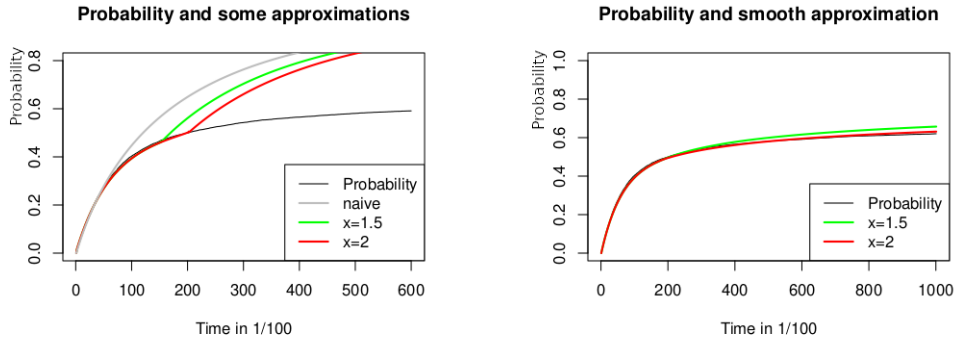 Probability and some approximations
Probability
0.0 0.2 0.4 0.6 0.8
Probability
naive
x=1.5
x=2
0 100 200 300 400 500 600
Time in 1/100
Probability and smooth approximation
Probability
0.0 0.2 0.4 0.6 0.8 1.0
Probability
x=1.5
x=2
0 200 400 600 800 1000
Time in 1/100